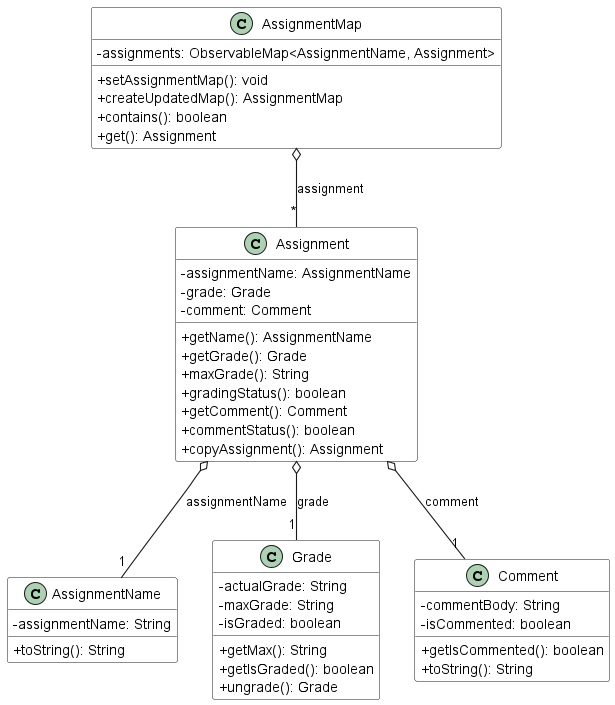 C AssignmentMap
-assignments: ObservableMap<AssignmentName, Assignment>
+setAssignmentMap(): void
+createUpdatedMap(): AssignmentMap
+contains(): boolean
+get(): Assignment
assignment
*
C Assignment
-assignmentName: AssignmentName
-grade: Grade
-comment: Comment
+getName(): AssignmentName
+getGrade(): Grade
+maxGrade(): String
+gradingStatus(): boolean
+getComment(): Comment
+commentStatus(): boolean
+copyAssignment(): Assignment
assignmentName
1
grade
1
comment
1
C AssignmentName
-assignmentName: String
+toString(): String
C Grade
-actualGrade: String
-maxGrade: String
-isGraded: boolean
+getMax(): String
+getIsGraded(): boolean
+ungrade(): Grade
C Comment
-commentBody: String
-isCommented: boolean
+getIsCommented(): boolean
+toString(): String